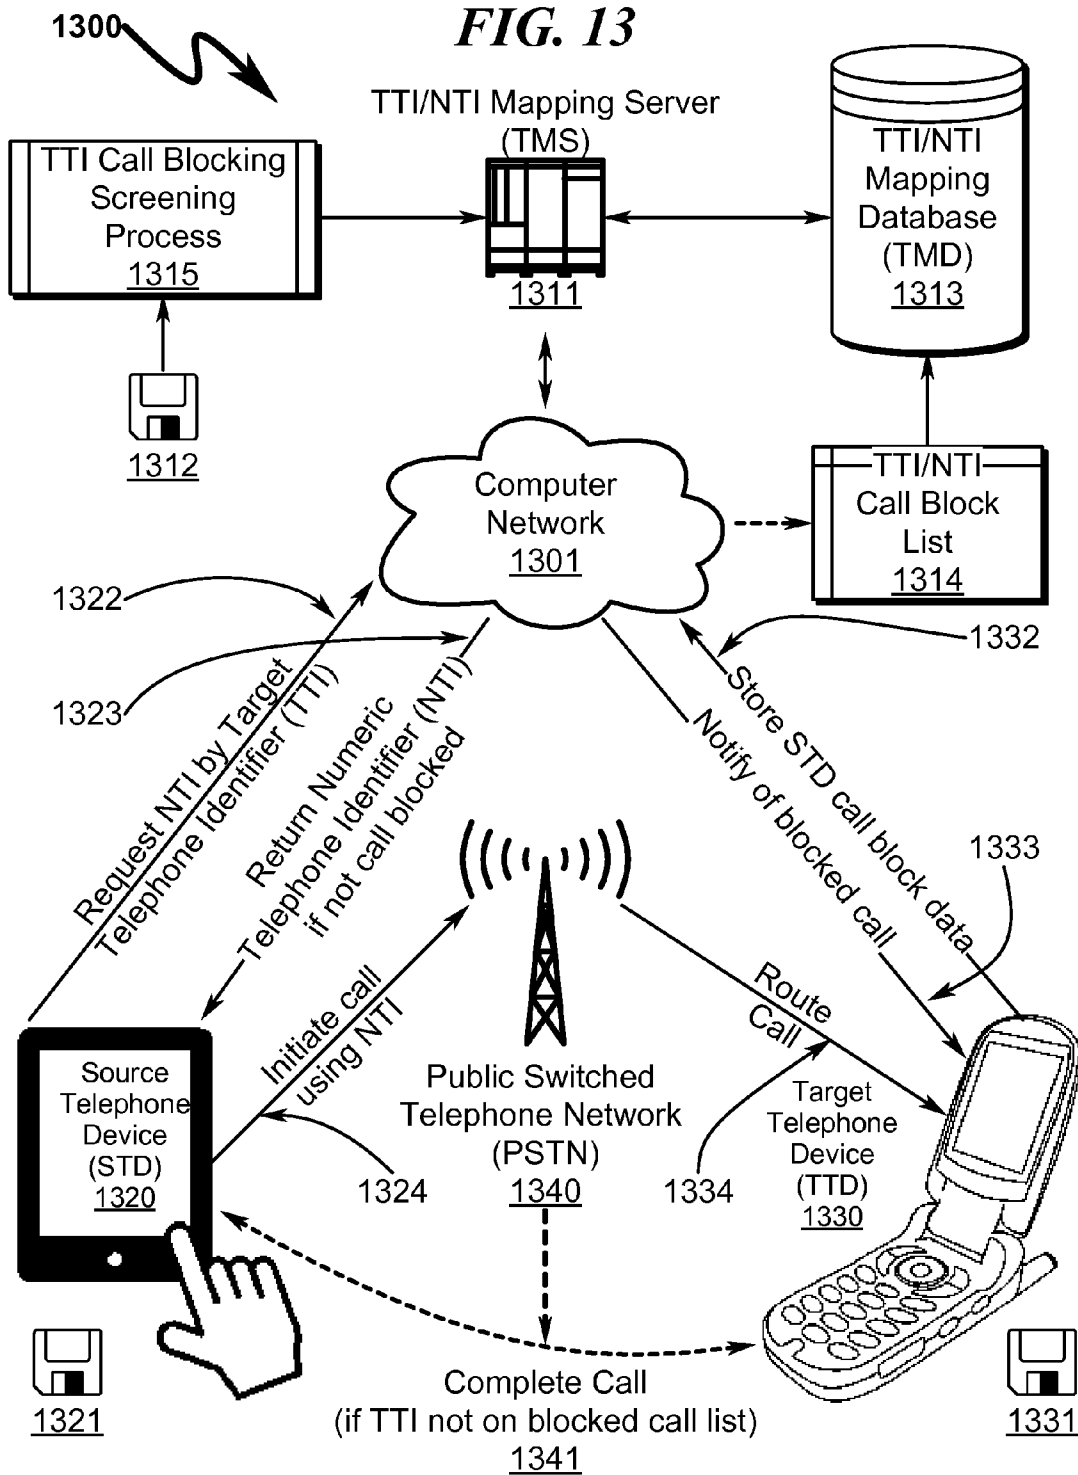 FIG. 13
1300
TTI/NTI Mapping Server
(TMS)
1311
TTI Call Blocking
Screening
Process
1315
TTI/NTI
Mapping
Database
(TMD)
1313
1312
Computer
Network
1301
TTI/NTI
Call Block
List
1314
1322
1323
1332
1333
Request NTI by Target
Telephone Identifier (TTI)
Return Numeric
Telephone Identifier (NTI)
if not call blocked
Notify of blocked call
Store STD call block data
Initiate call
using NTI
Route
Call
Source
Telephone
Device
(STD)
1320
Public Switched
Telephone Network
(PSTN)
1340
Target
Telephone
Device
(TTD)
1330
1324
1334
1321
Complete Call
(if TTI not on blocked call list)
1341
1331